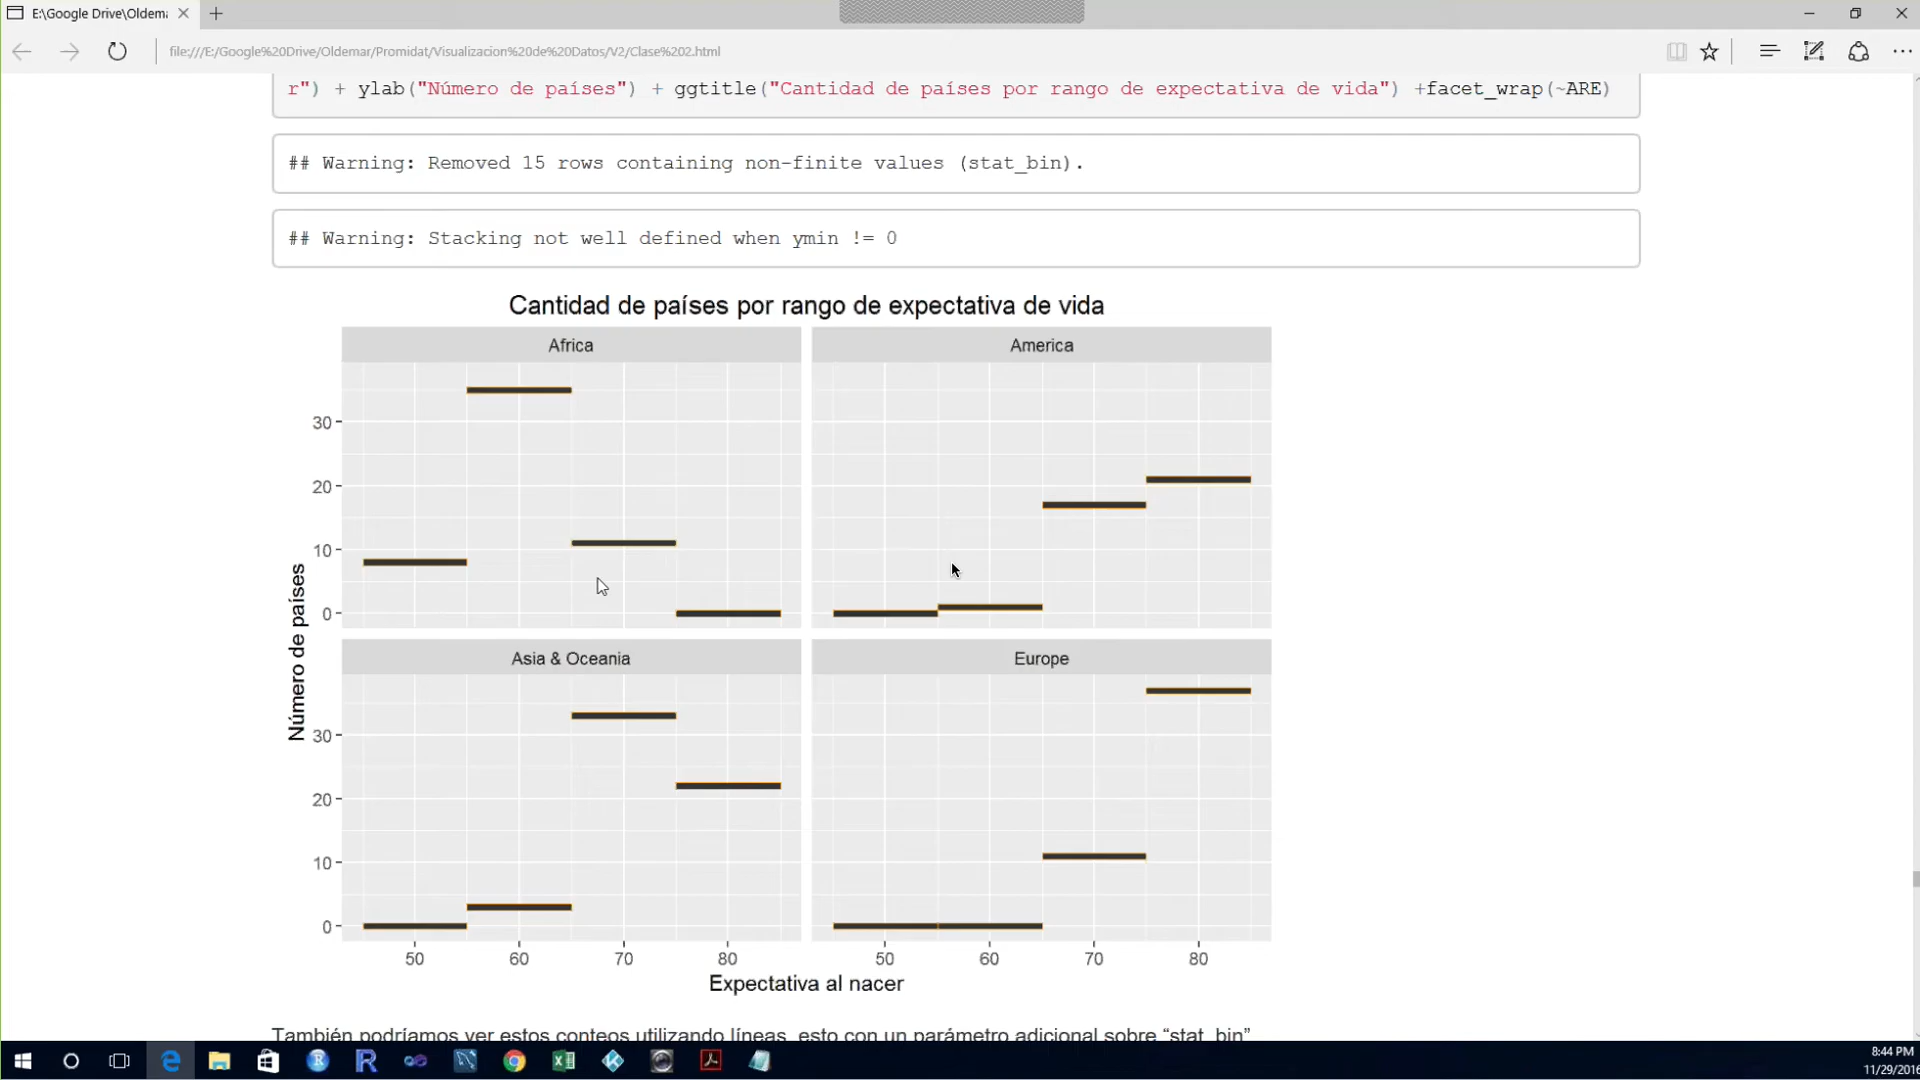 E:\Google Drive\Oldema
file:///E:/Google%20Drive/Oldemar/Promidat/Visualizacion%20de%20Datos/V2/Clase%202.html
r") + ylab("Número de países") + ggtitle("Cantidad de países por rango de expectativa de vida") +facet_wrap(~ARE)
## Warning: Removed 15 rows containing non-finite values (stat_bin).
## Warning: Stacking not well defined when ymin != 0
Cantidad de países por rango de expectativa de vida
Africa
America
30
20
10
0
Número de países
Asia & Oceania
Europe
30
20
10
0
50 60 70 80
50 60 70 80
Expectativa al nacer
También podríamos ver estos conteos utilizando líneas, esto con un parámetro adicional sobre “stat_bin”
8:44 PM
11/29/2016